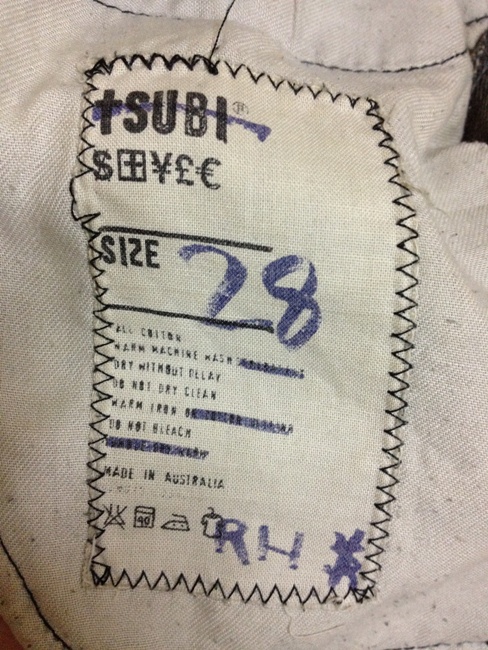 tSUBI®
$⊞¥£€
SIZE 28
ALL COTTON
WARM MACHINE WASH
DRY WITHOUT DELAY
DO NOT DRY CLEAN
WARM IRON
DO NOT BLEACH
MADE IN AUSTRALIA
40
RH